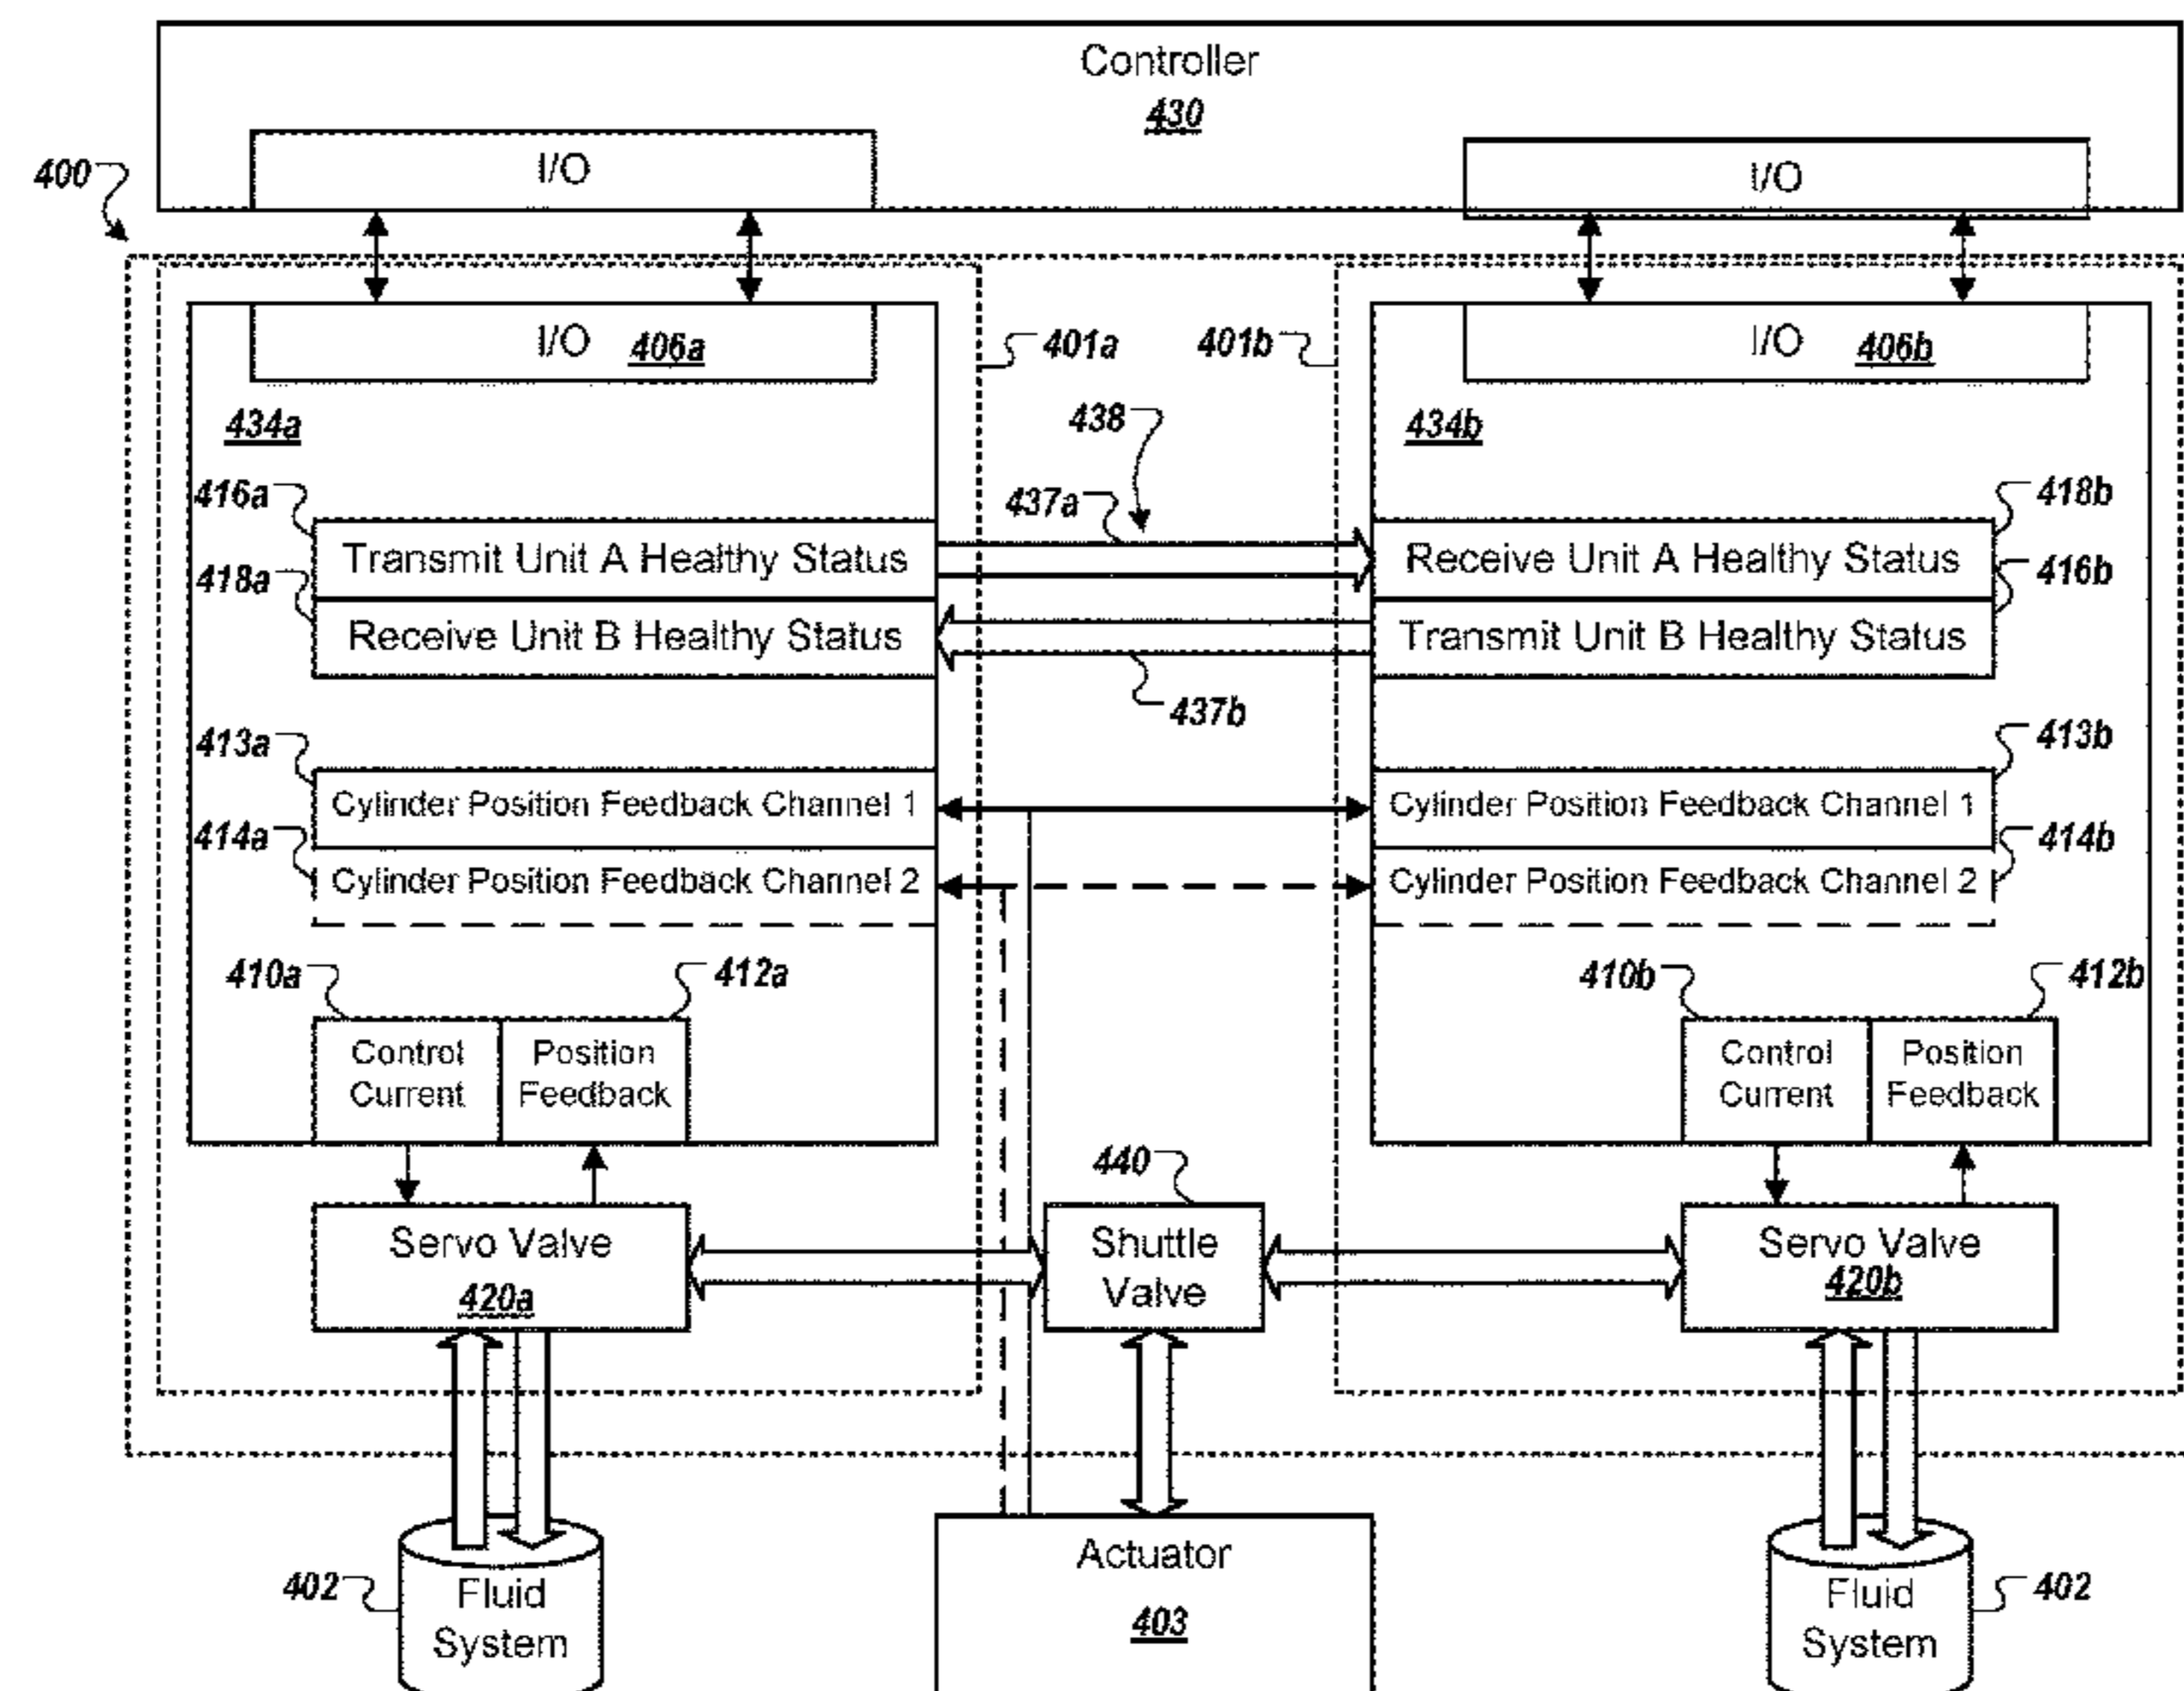 Controller
430
I/O
I/O
400
I/O 406a
401a
401b
I/O 406b
434a
438
434b
416a
437a
418b
Transmit Unit A Healthy Status
Receive Unit A Healthy Status
418a
416b
Receive Unit B Healthy Status
Transmit Unit B Healthy Status
437b
413a
413b
Cylinder Position Feedback Channel 1
Cylinder Position Feedback Channel 1
414a
414b
Cylinder Position Feedback Channel 2
Cylinder Position Feedback Channel 2
410a
412a
410b
412b
Control
Current
Position
Feedback
Control
Current
Position
Feedback
440
Servo Valve
420a
Shuttle
Valve
Servo Valve
420b
402
Fluid
System
Actuator
403
Fluid
System
402